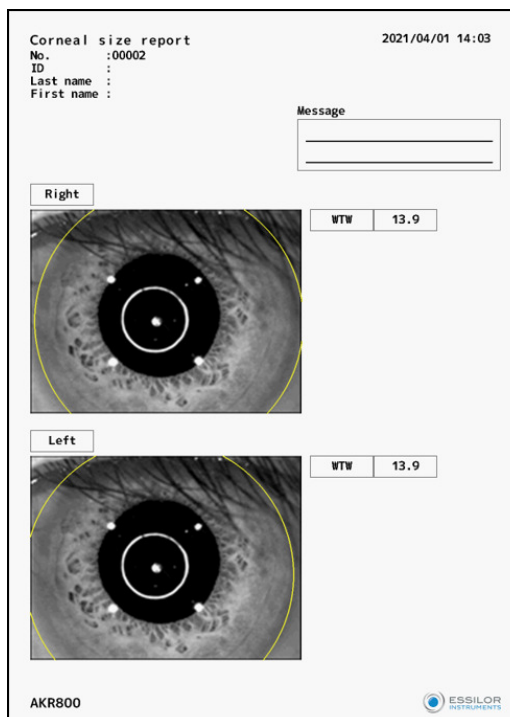 Corneal size report
2021/04/01 14:03
No. :00002
ID :
Last name :
First name :
Message
Right
WTW 13.9
Left
WTW 13.9
AKR800
ESSILOR
INSTRUMENTS